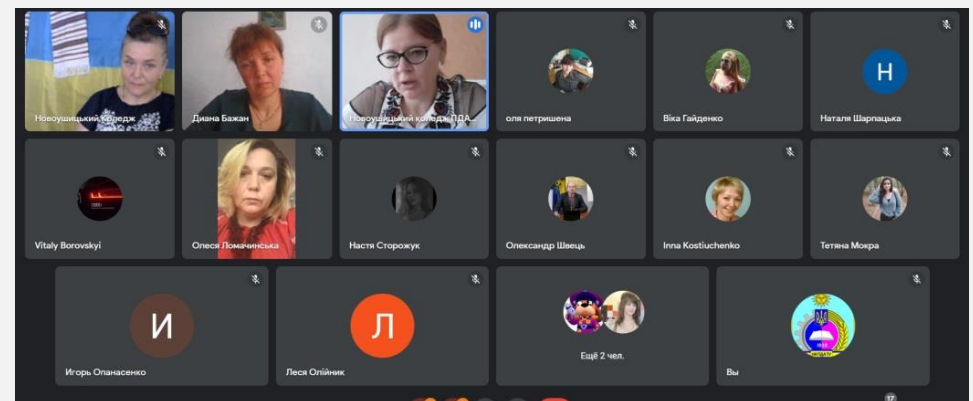 Новоушицький коледж
Диана Бажан
Новоушицький коледж ПДА...
оля петришена
Віка Гайденко
Н
Наталя Шарпацька
Vitaly Borovskyi
Олеся Ломачинська
Настя Сторожук
Олександр Швець
Inna Kostiuchenko
Тетяна Мокра
И
Игорь Опанасенко
Л
Леся Олійник
Ещё 2 чел.
Вы
17